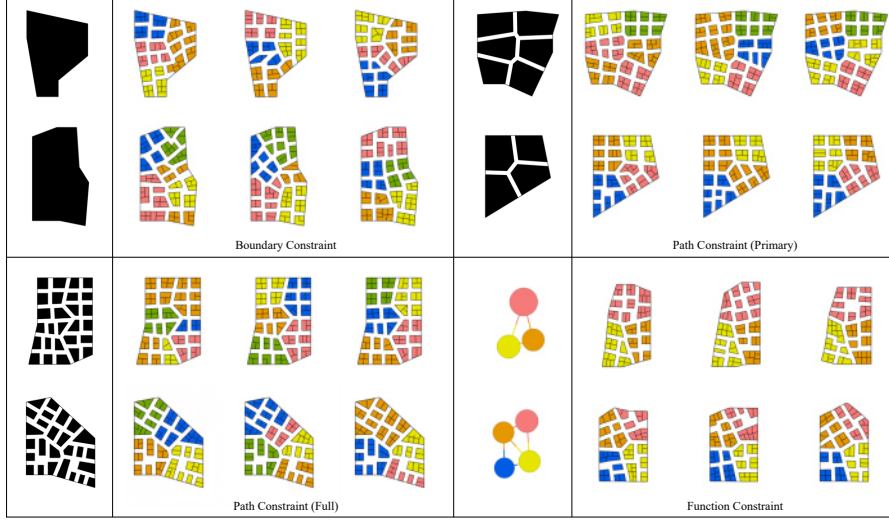 Boundary Constraint
Path Constraint (Primary)
Path Constraint (Full)
Function Constraint